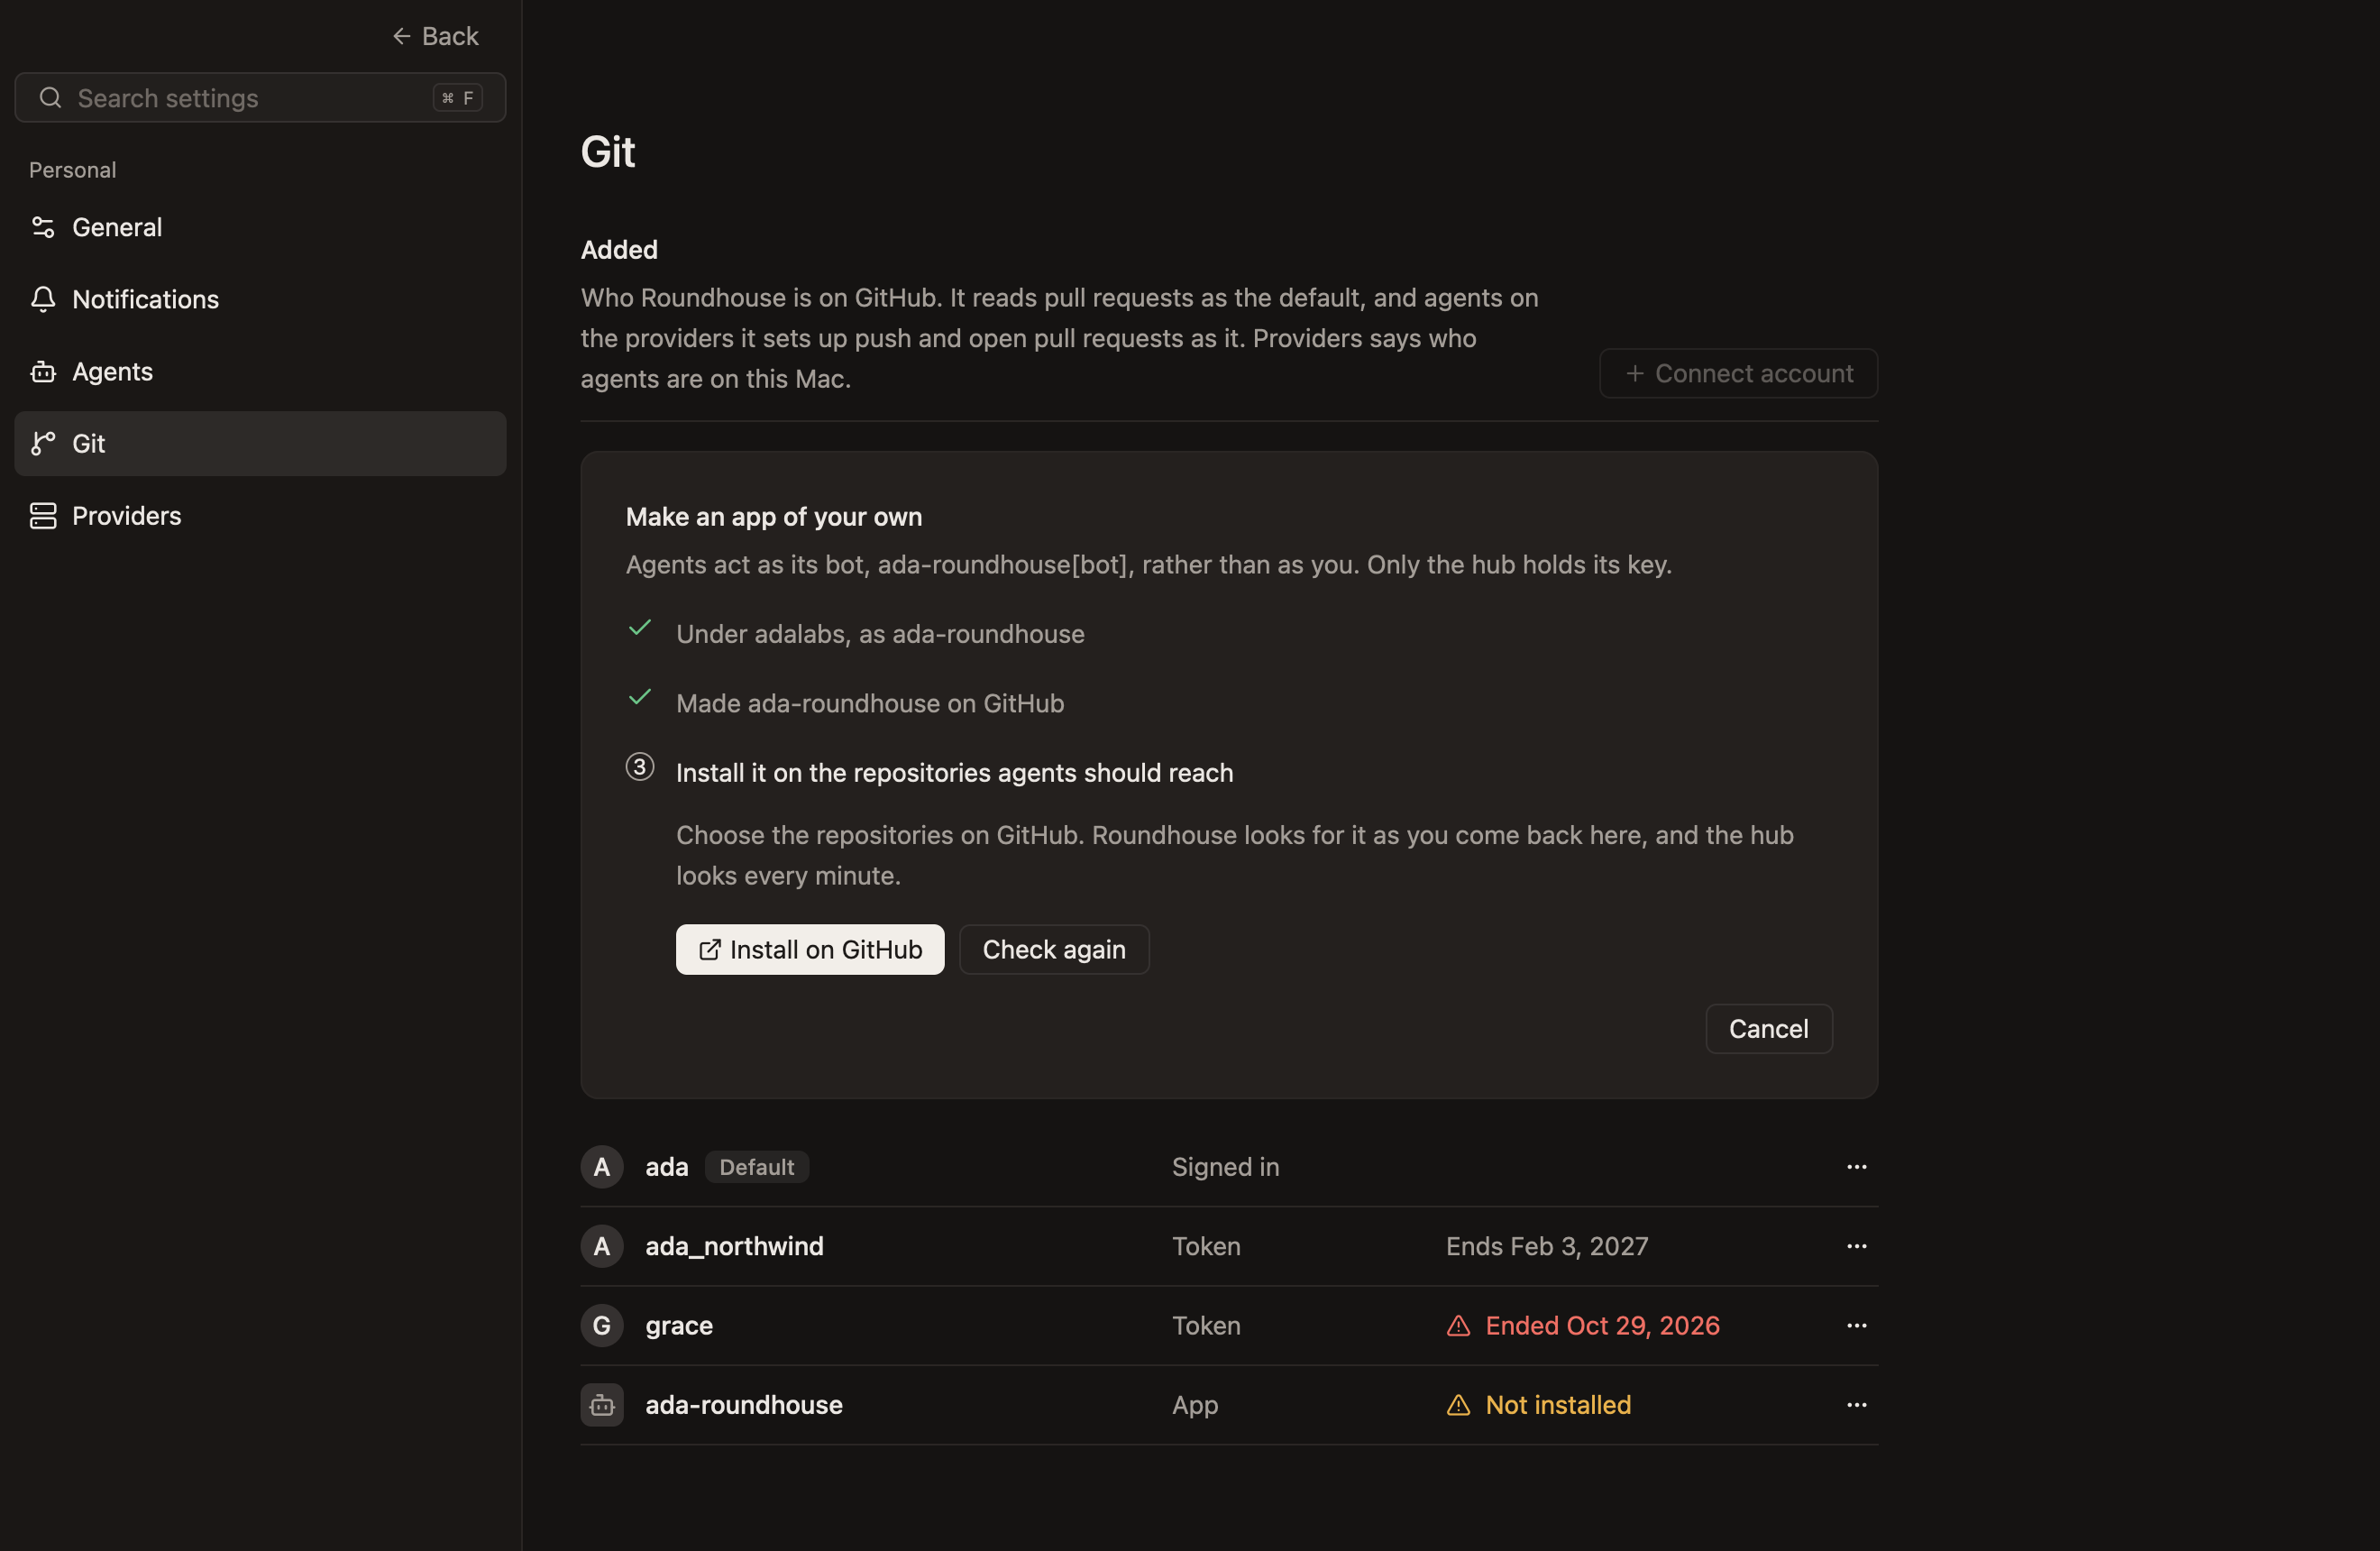 Back
Search settings
⌘ F
Personal
General
Notifications
Agents
Git
Providers
Git
Added
Who Roundhouse is on GitHub. It reads pull requests as the default, and agents on
the providers it sets up push and open pull requests as it. Providers says who
agents are on this Mac.
Connect account
Make an app of your own
Agents act as its bot, ada-roundhouse[bot], rather than as you. Only the hub holds its key.
Under adalabs, as ada-roundhouse
Made ada-roundhouse on GitHub
3 Install it on the repositories agents should reach
Choose the repositories on GitHub. Roundhouse looks for it as you come back here, and the hub
looks every minute.
Install on GitHub
Check again
Cancel
A ada Default Signed in
A ada_northwind Token Ends Feb 3, 2027
G grace Token Ended Oct 29, 2026
ada-roundhouse App Not installed